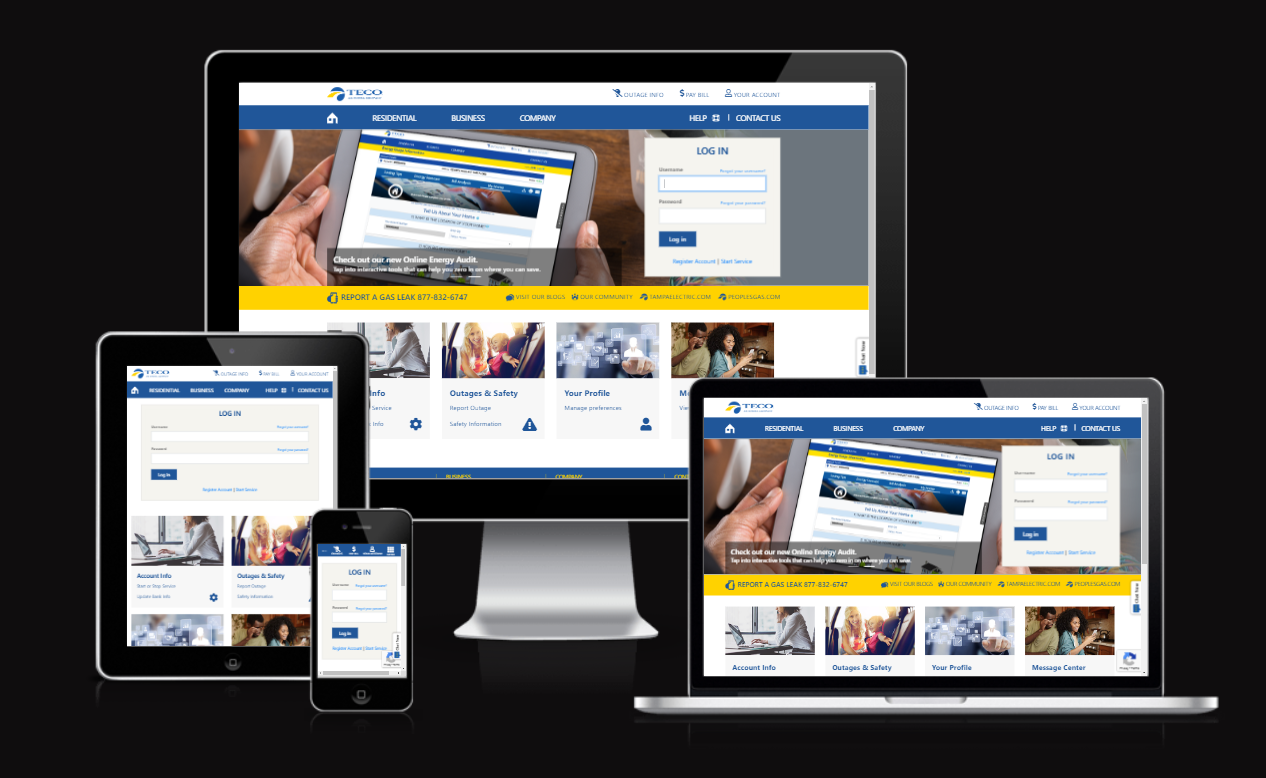 TECO
OUTAGE INFO
PAY BILL
YOUR ACCOUNT
RESIDENTIAL
BUSINESS
COMPANY
HELP
CONTACT US
LOG IN
Username
Forgot your username?
Password
Forgot your password?
Log in
Register Account | Start Service
Tell Us About Your Home
Check out our new Online Energy Audit.
Tap into interactive tools that can help you zero in on where you can save.
REPORT A GAS LEAK 877-832-6747
VISIT OUR BLOGS
OUR COMMUNITY
TAMPAELECTRIC.COM
PEOPLESGAS.COM
Chat Now
Info
Service
Info
Outages & Safety
Report Outage
Safety Information
Your Profile
Manage preferences
BUSINESS
COMPANY
TECO
OUTAGE INFO
PAY BILL
YOUR ACCOUNT
RESIDENTIAL
BUSINESS
COMPANY
HELP
CONTACT US
LOG IN
Username
Forgot your username?
Password
Forgot your password?
Log in
Register Account | Start Service
Account Info
Start or Stop Service
Update Bank Info
Outages & Safety
Report Outage
Safety Information
LOG IN
Username
Forgot your username?
Password
Forgot your password?
Log in
Register Account | Start Service
Chat Now
TECO
OUTAGE INFO
PAY BILL
YOUR ACCOUNT
RESIDENTIAL
BUSINESS
COMPANY
HELP
CONTACT US
LOG IN
Username
Forgot your username?
Password
Forgot your password?
Log in
Register Account | Start Service
Tell Us About Your Home
Check out our new Online Energy Audit.
Tap into interactive tools that can help you zero in on where you can save.
REPORT A GAS LEAK 877-832-6747
VISIT OUR BLOGS
OUR COMMUNITY
TAMPAELECTRIC.COM
PEOPLESGAS.COM
Chat Now
Account Info
Outages & Safety
Your Profile
Message Center